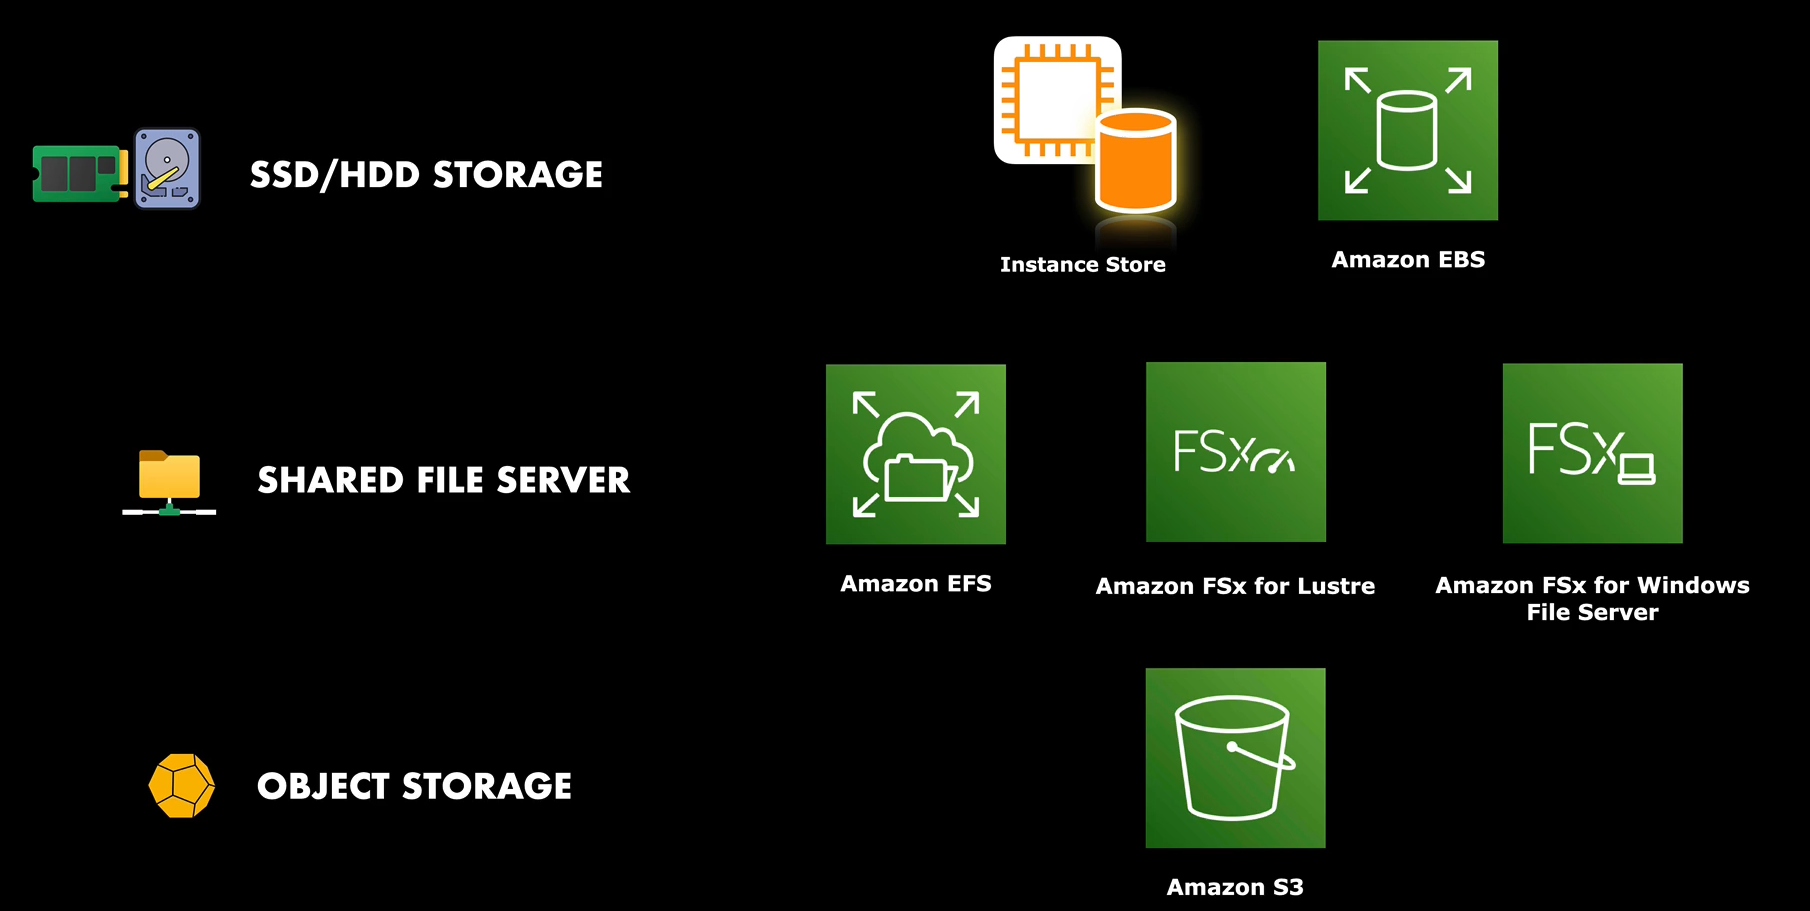 SSD/HDD STORAGE
Instance Store
Amazon EBS
SHARED FILE SERVER
FSx
FSx
Amazon EFS
Amazon FSx for Lustre
Amazon FSx for Windows
File Server
OBJECT STORAGE
Amazon S3